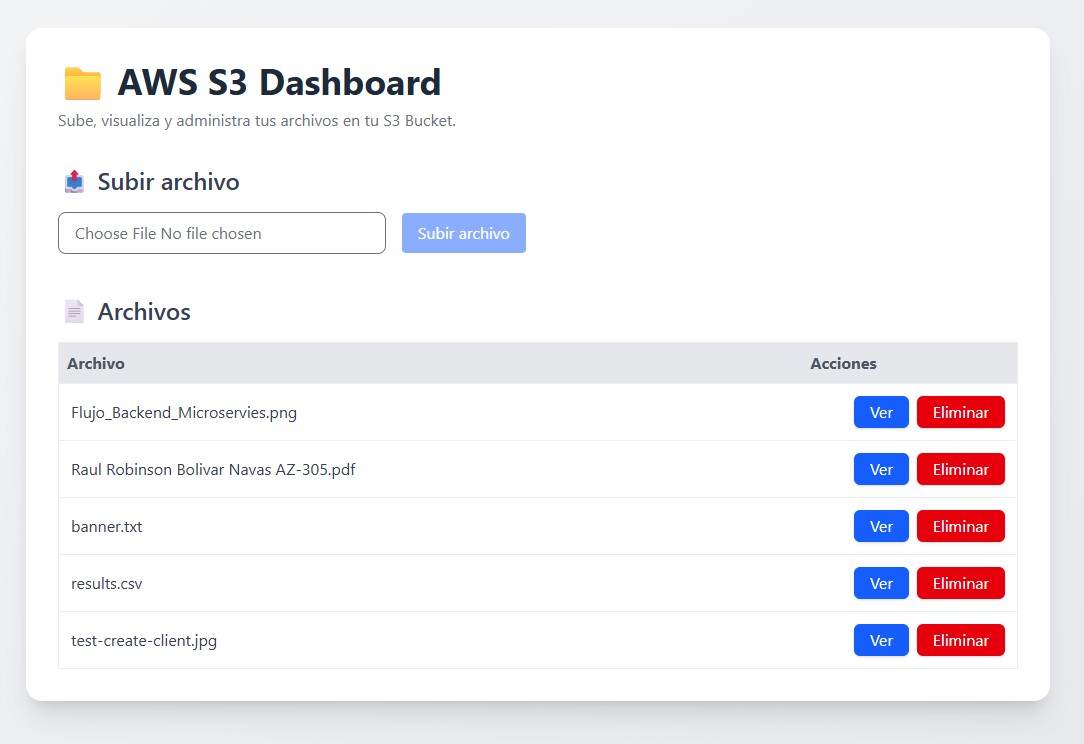 AWS S3 Dashboard
Sube, visualiza y administra tus archivos en tu S3 Bucket.
Subir archivo
Choose File No file chosen
Subir archivo
Archivos
Archivo Acciones
Flujo_Backend_Microservies.png Ver Eliminar
Raul Robinson Bolivar Navas AZ-305.pdf Ver Eliminar
banner.txt Ver Eliminar
results.csv Ver Eliminar
test-create-client.jpg Ver Eliminar